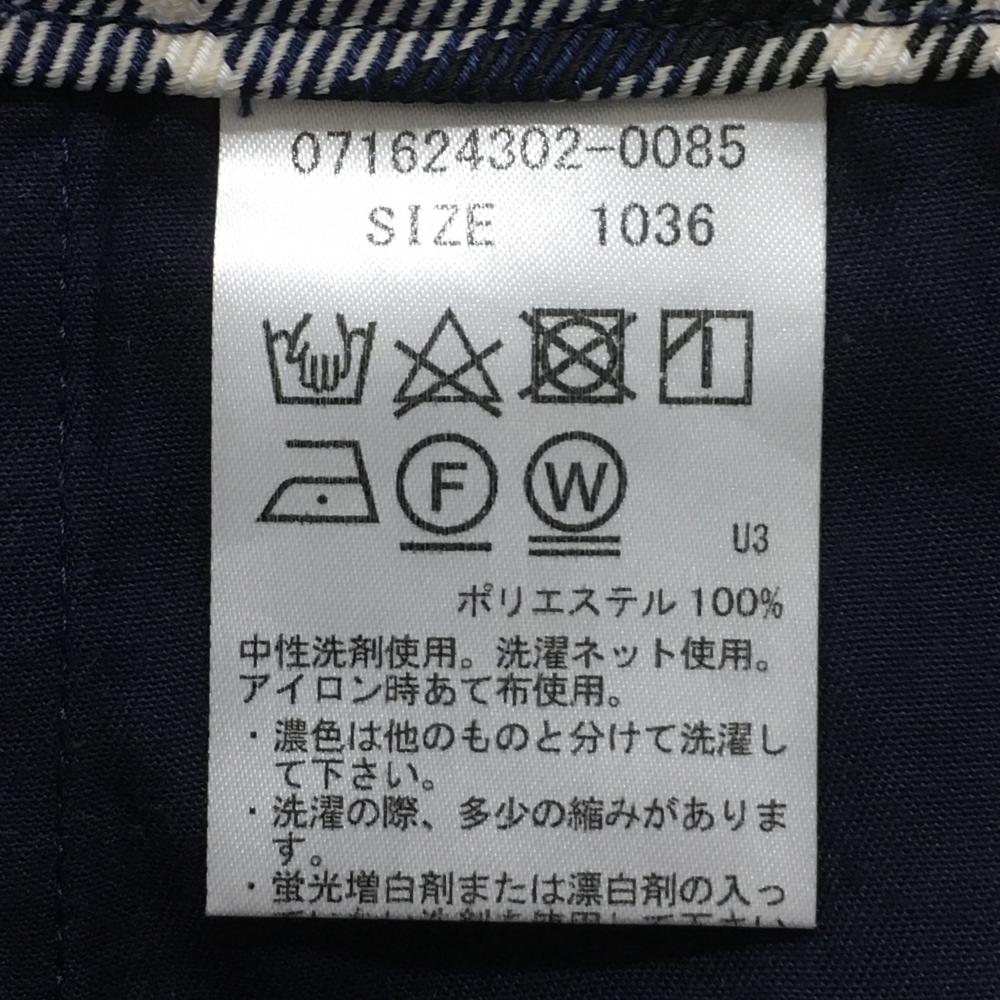 071624302-0085
SIZE 1036
F W
U3
ポリエステル 100%
中性洗剤使用。洗濯ネット使用。
アイロン時あて布使用。
・濃色は他のものと分けて洗濯し
て下さい。
・洗濯の際、多少の縮みがありま
す。
・蛍光増白剤または漂白剤の入っ